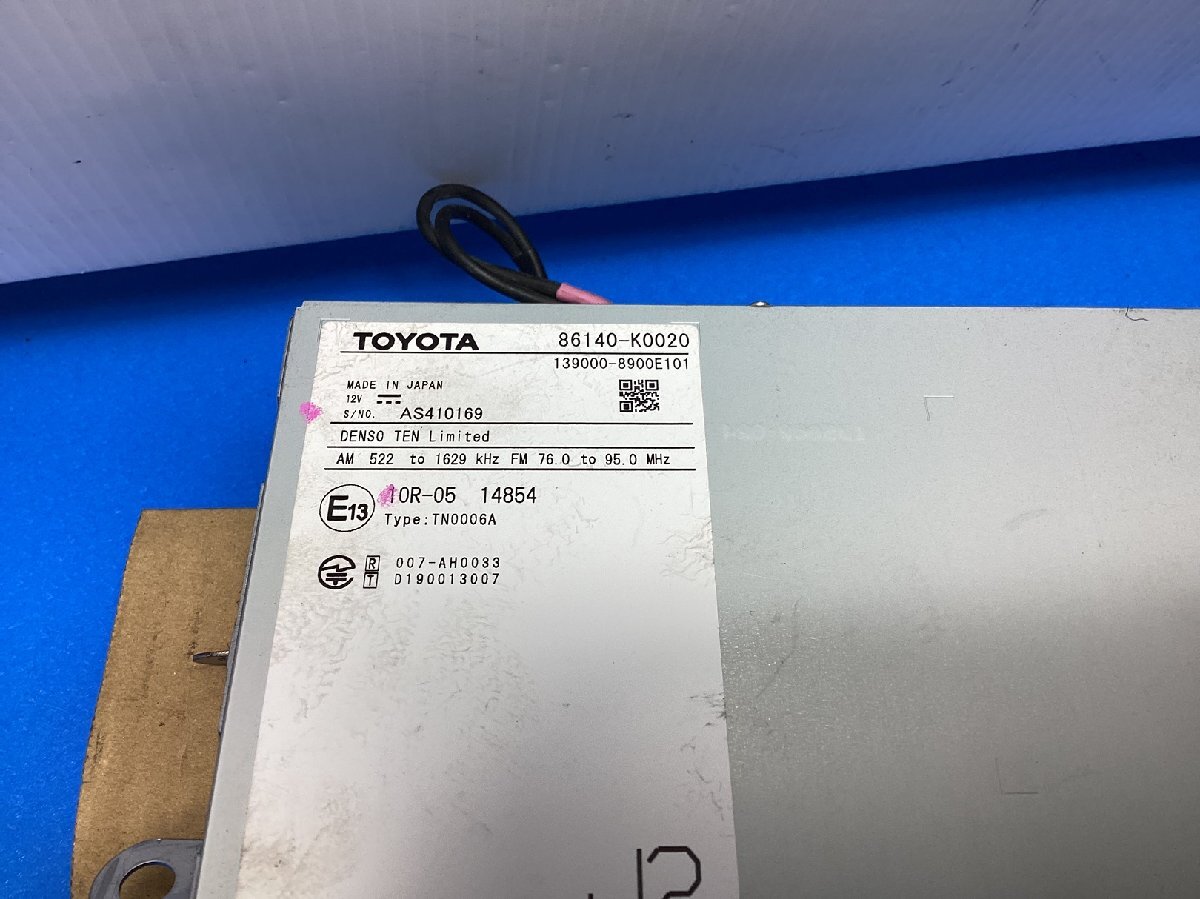 TOYOTA 86140-K0020
139000-8900E101
MADE IN JAPAN
12V
S/NO. AS410169
DENSO TEN Limited
AM 522 to 1629 kHz FM 76.0 to 95.0 MHz
E13 10R-05 14854
Type:TN0006A
R 007-AH0083
T D190013007